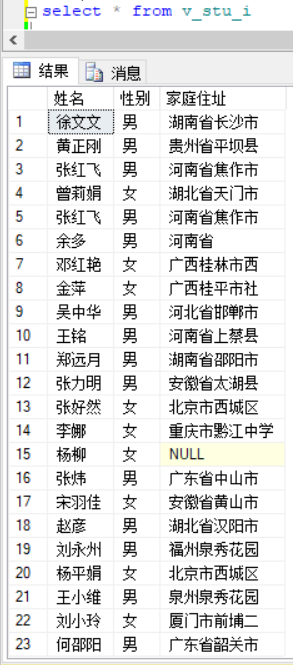 select * from v_stu_i
结果 消息
姓名 性别 家庭住址
1 徐文文 男 湖南省长沙市
2 黄正刚 男 贵州省平坝县
3 张红飞 男 河南省焦作市
4 曾莉娟 女 湖北省天门市
5 张红飞 男 河南省焦作市
6 余多 男 河南省
7 邓红艳 女 广西桂林市西
8 金萍 女 广西桂平市社
9 吴中华 男 河北省邯郸市
10 王铭 男 河南省上蔡县
11 郑远月 男 湖南省邵阳市
12 张力明 男 安徽省太湖县
13 张好然 女 北京市西城区
14 李娜 女 重庆市黔江中学
15 杨柳 女 NULL
16 张炜 男 广东省中山市
17 宋羽佳 女 安徽省黄山市
18 赵彦 男 湖北省汉阳市
19 刘永州 男 福州泉秀花园
20 杨平娟 女 北京市西城区
21 王小维 男 泉州泉秀花园
22 刘小玲 女 厦门市前埔二
23 何邵阳 男 广东省韶关市